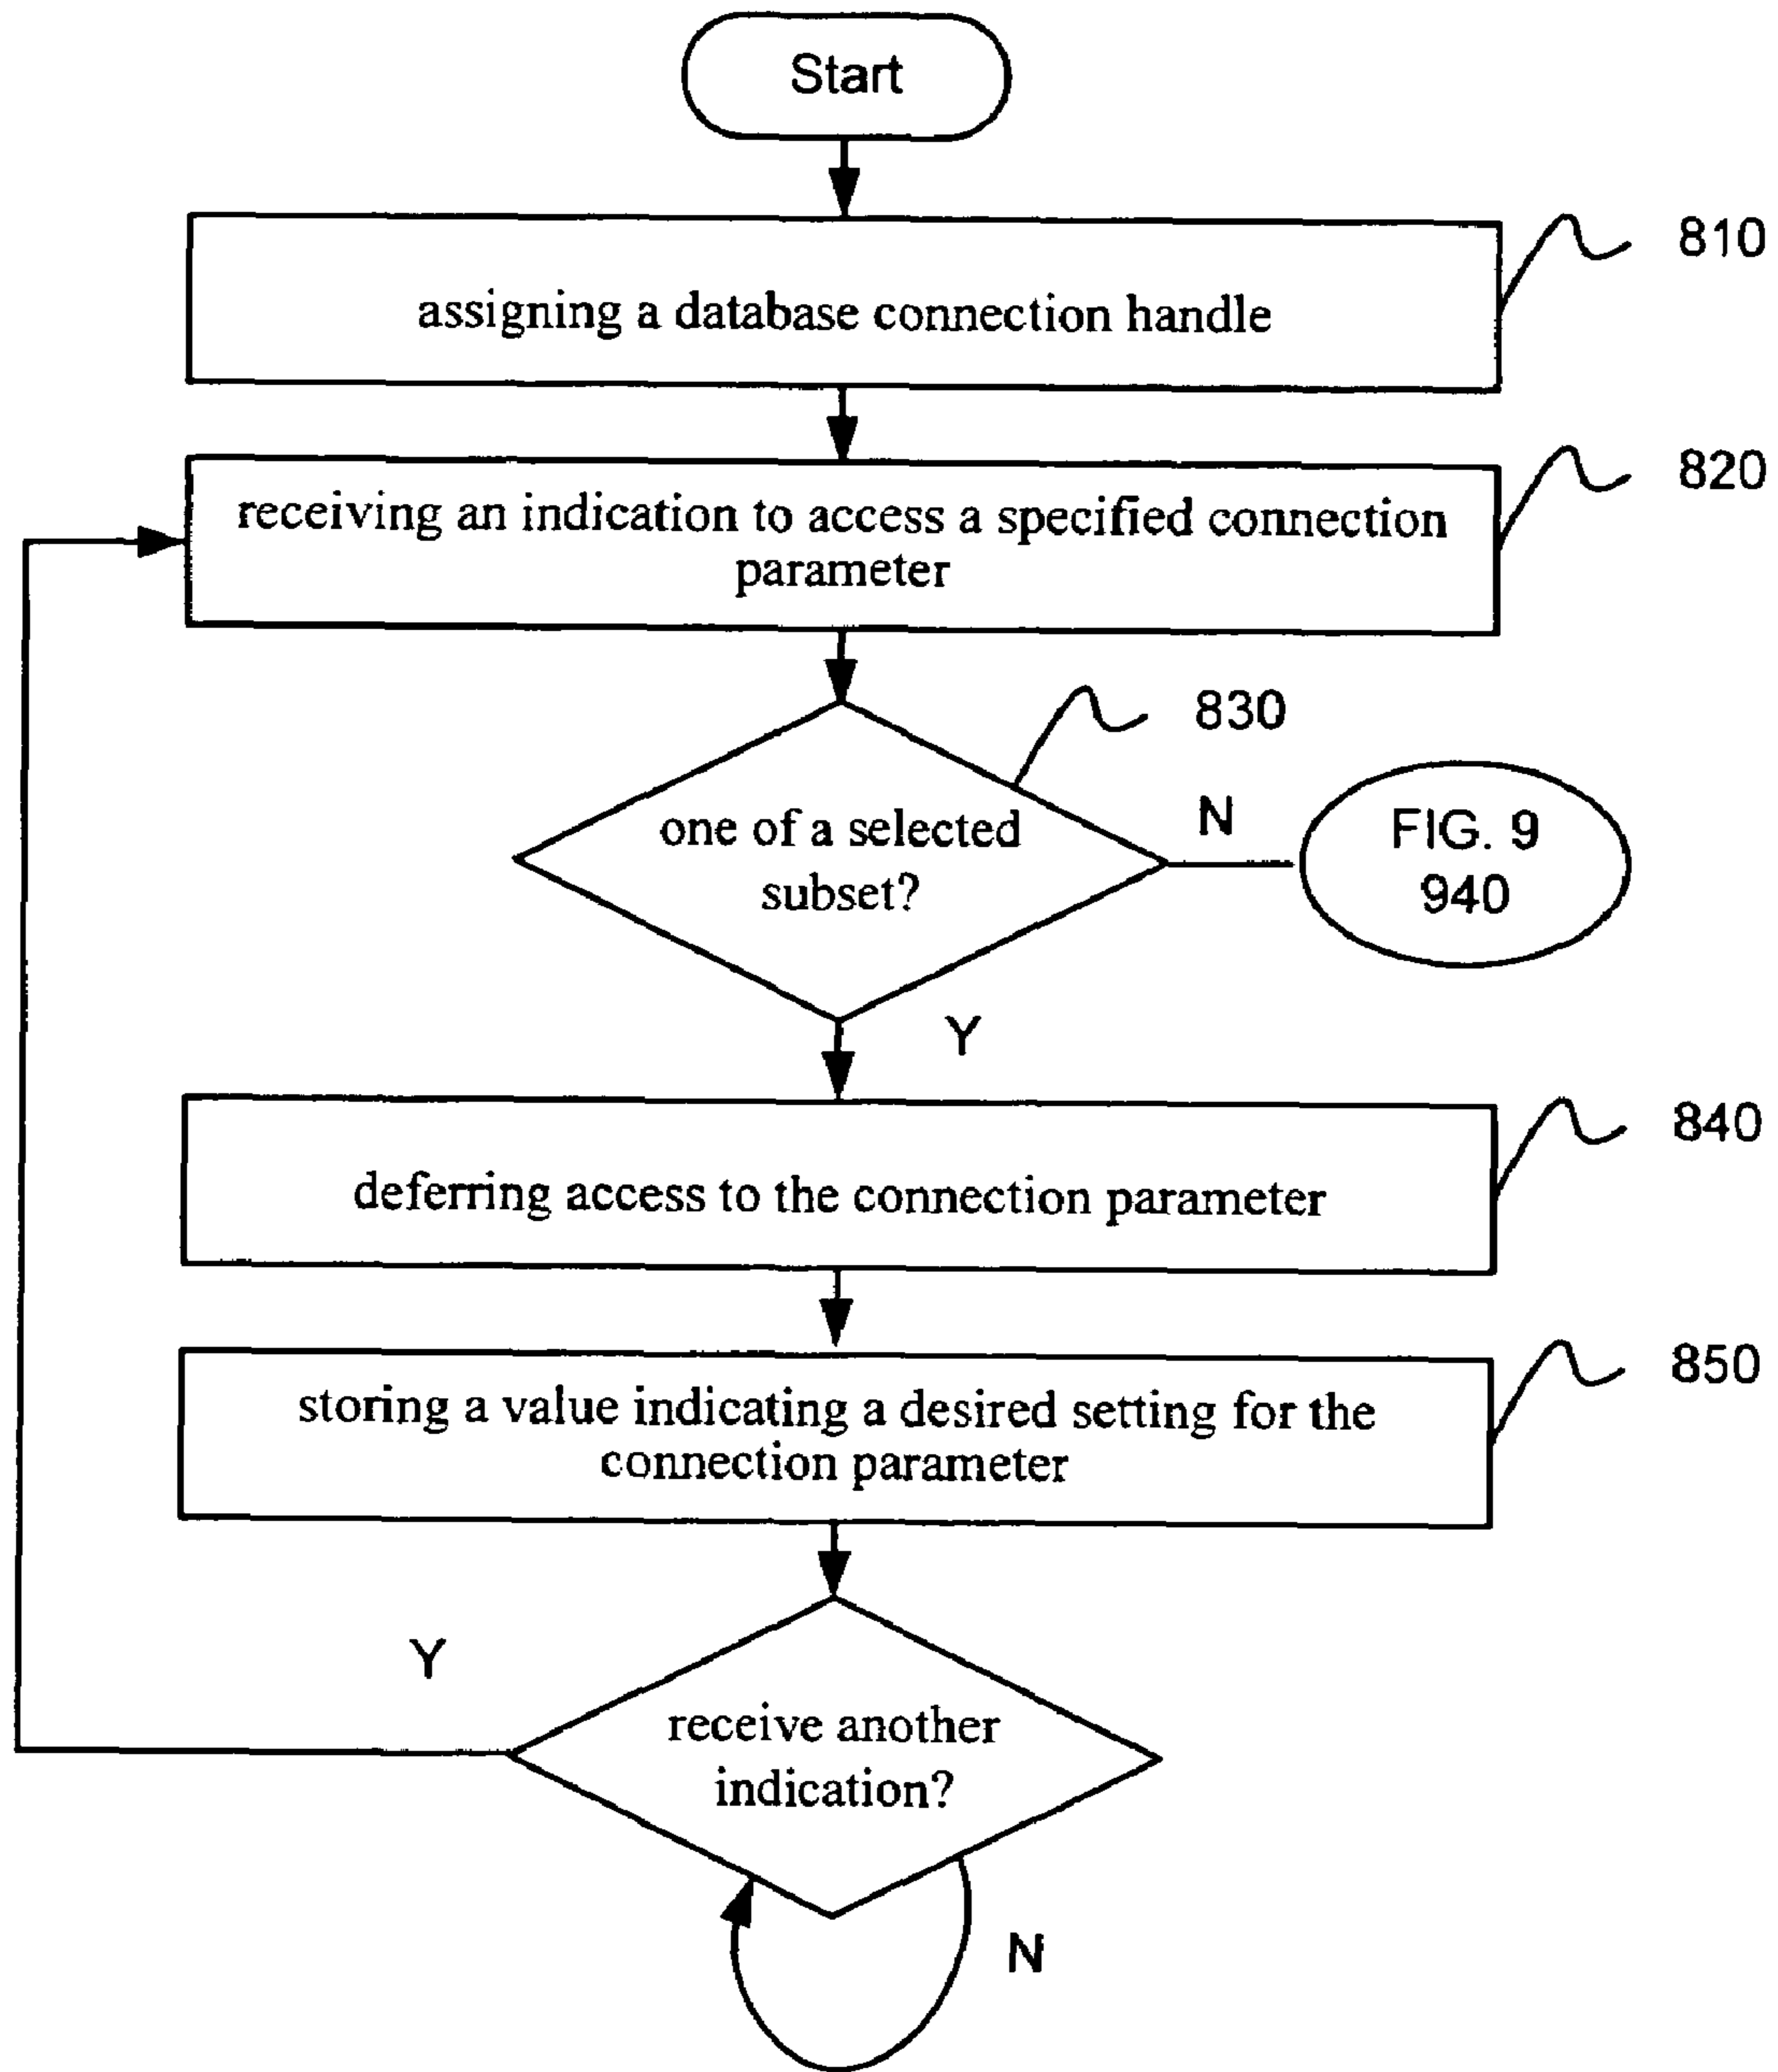 Start
810
assigning a database connection handle
820
receiving an indication to access a specified connection
parameter
830
one of a selected
subset?
N
FIG. 9
940
Y
840
deferring access to the connection parameter
850
storing a value indicating a desired setting for the
connection parameter
Y
receive another
indication?
N